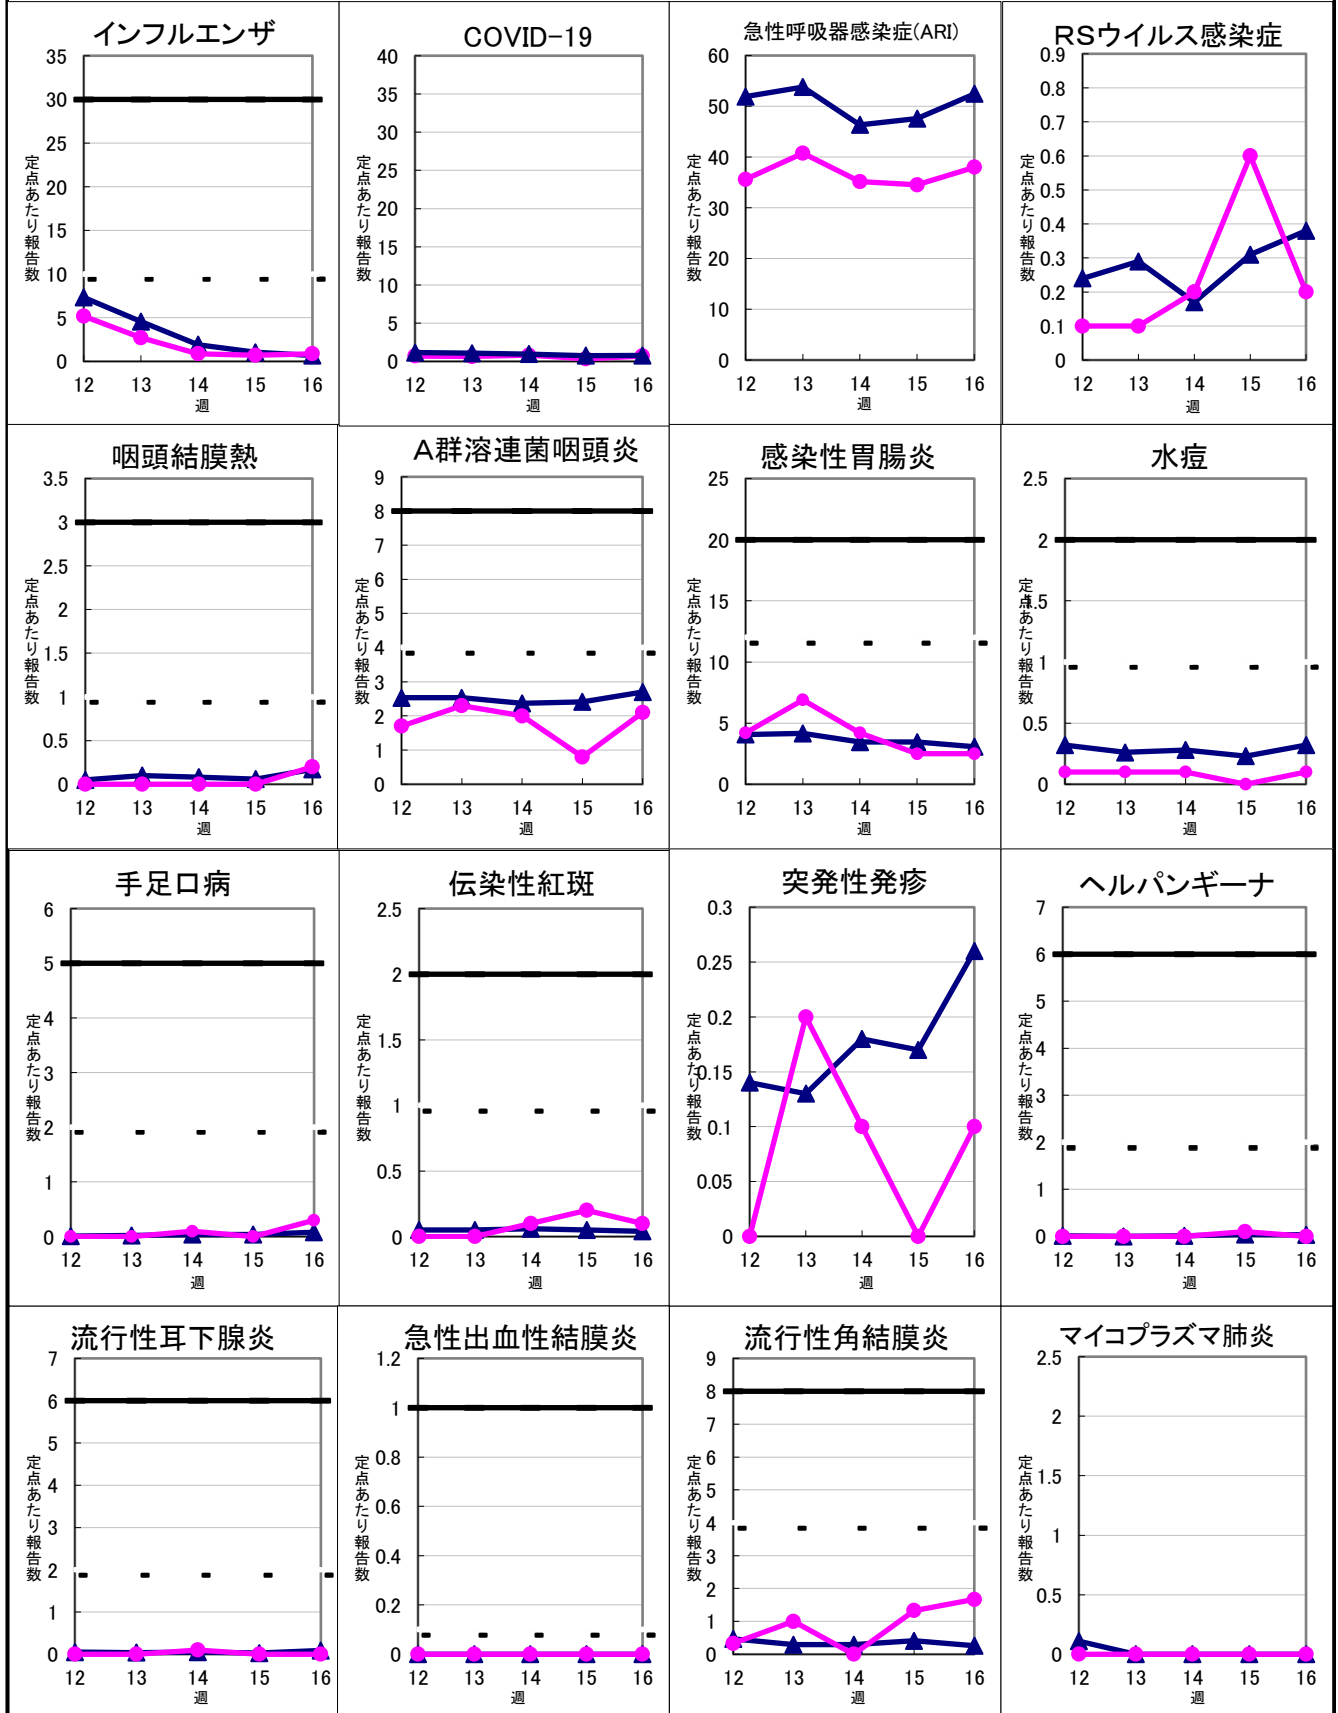 インフルエンザ
35
30
25
20
15
10
5
0
定点あたり報告数
12 13 14 15 16
週
COVID-19
40
35
30
25
20
15
10
5
0
定点あたり報告数
12 13 14 15 16
週
急性呼吸器感染症(ARI)
60
50
40
30
20
10
0
定点あたり報告数
12 13 14 15 16
週
RSウイルス感染症
0.9
0.8
0.7
0.6
0.5
0.4
0.3
0.2
0.1
0
定点あたり報告数
12 13 14 15 16
週
咽頭結膜熱
3.5
3
2.5
2
1.5
1
0.5
0
定点あたり報告数
12 13 14 15 16
週
A群溶連菌咽頭炎
9
8
7
6
5
4
3
2
1
0
定点あたり報告数
12 13 14 15 16
週
感染性胃腸炎
25
20
15
10
5
0
定点あたり報告数
12 13 14 15 16
週
水痘
2.5
2
1.5
1
0.5
0
定点あたり報告数
12 13 14 15 16
週
手足口病
6
5
4
3
2
1
0
定点あたり報告数
12 13 14 15 16
週
伝染性紅斑
2.5
2
1.5
1
0.5
0
定点あたり報告数
12 13 14 15 16
週
突発性発疹
0.3
0.25
0.2
0.15
0.1
0.05
0
定点あたり報告数
12 13 14 15 16
週
ヘルパンギーナ
7
6
5
4
3
2
1
0
定点あたり報告数
12 13 14 15 16
週
流行性耳下腺炎
7
6
5
4
3
2
1
0
定点あたり報告数
12 13 14 15 16
週
急性出血性結膜炎
1.2
1
0.8
0.6
0.4
0.2
0
定点あたり報告数
12 13 14 15 16
週
流行性角結膜炎
9
8
7
6
5
4
3
2
1
0
定点あたり報告数
12 13 14 15 16
週
マイコプラズマ肺炎
2.5
2
1.5
1
0.5
0
定点あたり報告数
12 13 14 15 16
週